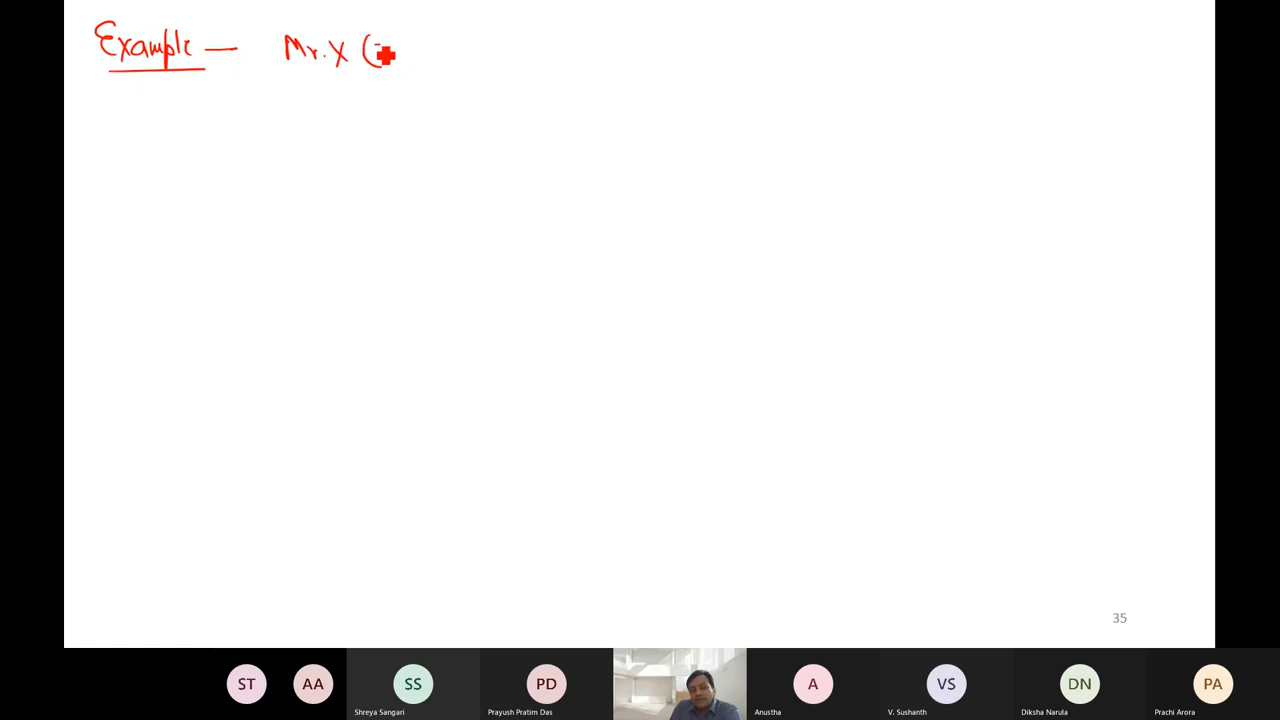 Example — Mr. X (
35
ST AA SS PD A VS DN PA
Shreya Sangari Prayush Pratim Das Anustha V. Sushanth Diksha Narula Prachi Arora